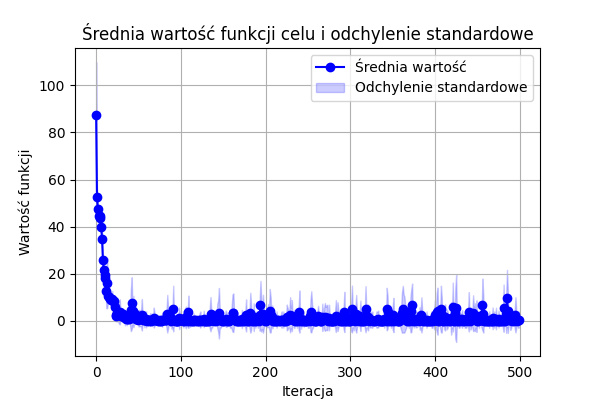 Średnia wartość funkcji celu i odchylenie standardowe
Średnia wartość
Odchylenie standardowe
Wartość funkcji
100
80
60
40
20
0
0 100 200 300 400 500
Iteracja